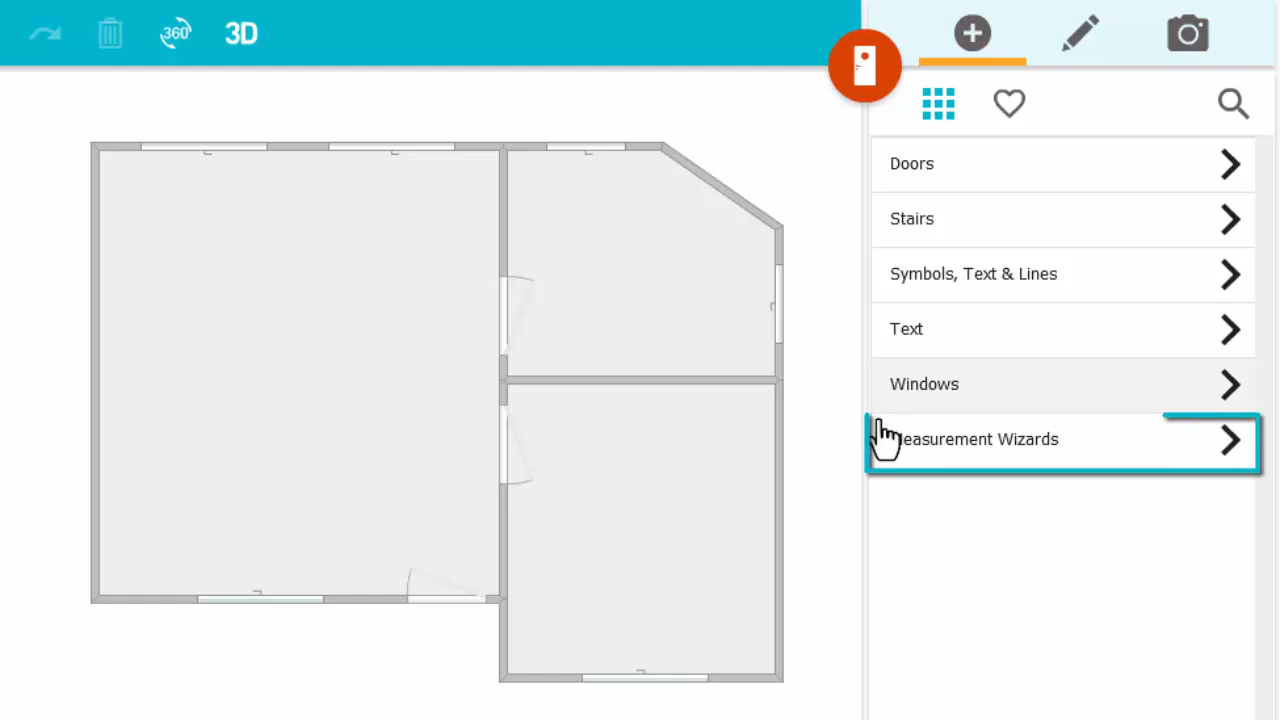 360
3D
Doors
Stairs
Symbols, Text & Lines
Text
Windows
easurement Wizards